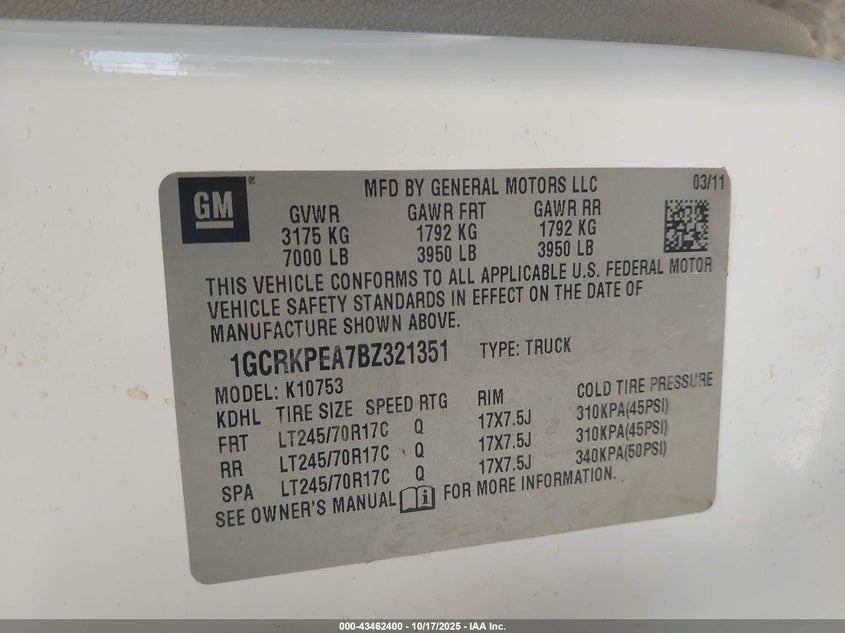 GM®
MFD BY GENERAL MOTORS LLC 03/11
GVWR GAWR FRT GAWR RR
3175 KG 1792 KG 1792 KG
7000 LB 3950 LB 3950 LB
THIS VEHICLE CONFORMS TO ALL APPLICABLE U.S. FEDERAL MOTOR
VEHICLE SAFETY STANDARDS IN EFFECT ON THE DATE OF
MANUFACTURE SHOWN ABOVE.
1GCRKPEA7BZ321351 TYPE: TRUCK
MODEL: K10753
KDHL TIRE SIZE SPEED RTG RIM COLD TIRE PRESSURE
FRT LT245/70R17C Q 17X7.5J 310KPA(45PSI)
RR LT245/70R17C Q 17X7.5J 310KPA(45PSI)
SPA LT245/70R17C Q 17X7.5J 340KPA(50PSI)
SEE OWNER'S MANUAL FOR MORE INFORMATION.
000-43462400 - 10/17/2025 - IAA Inc.